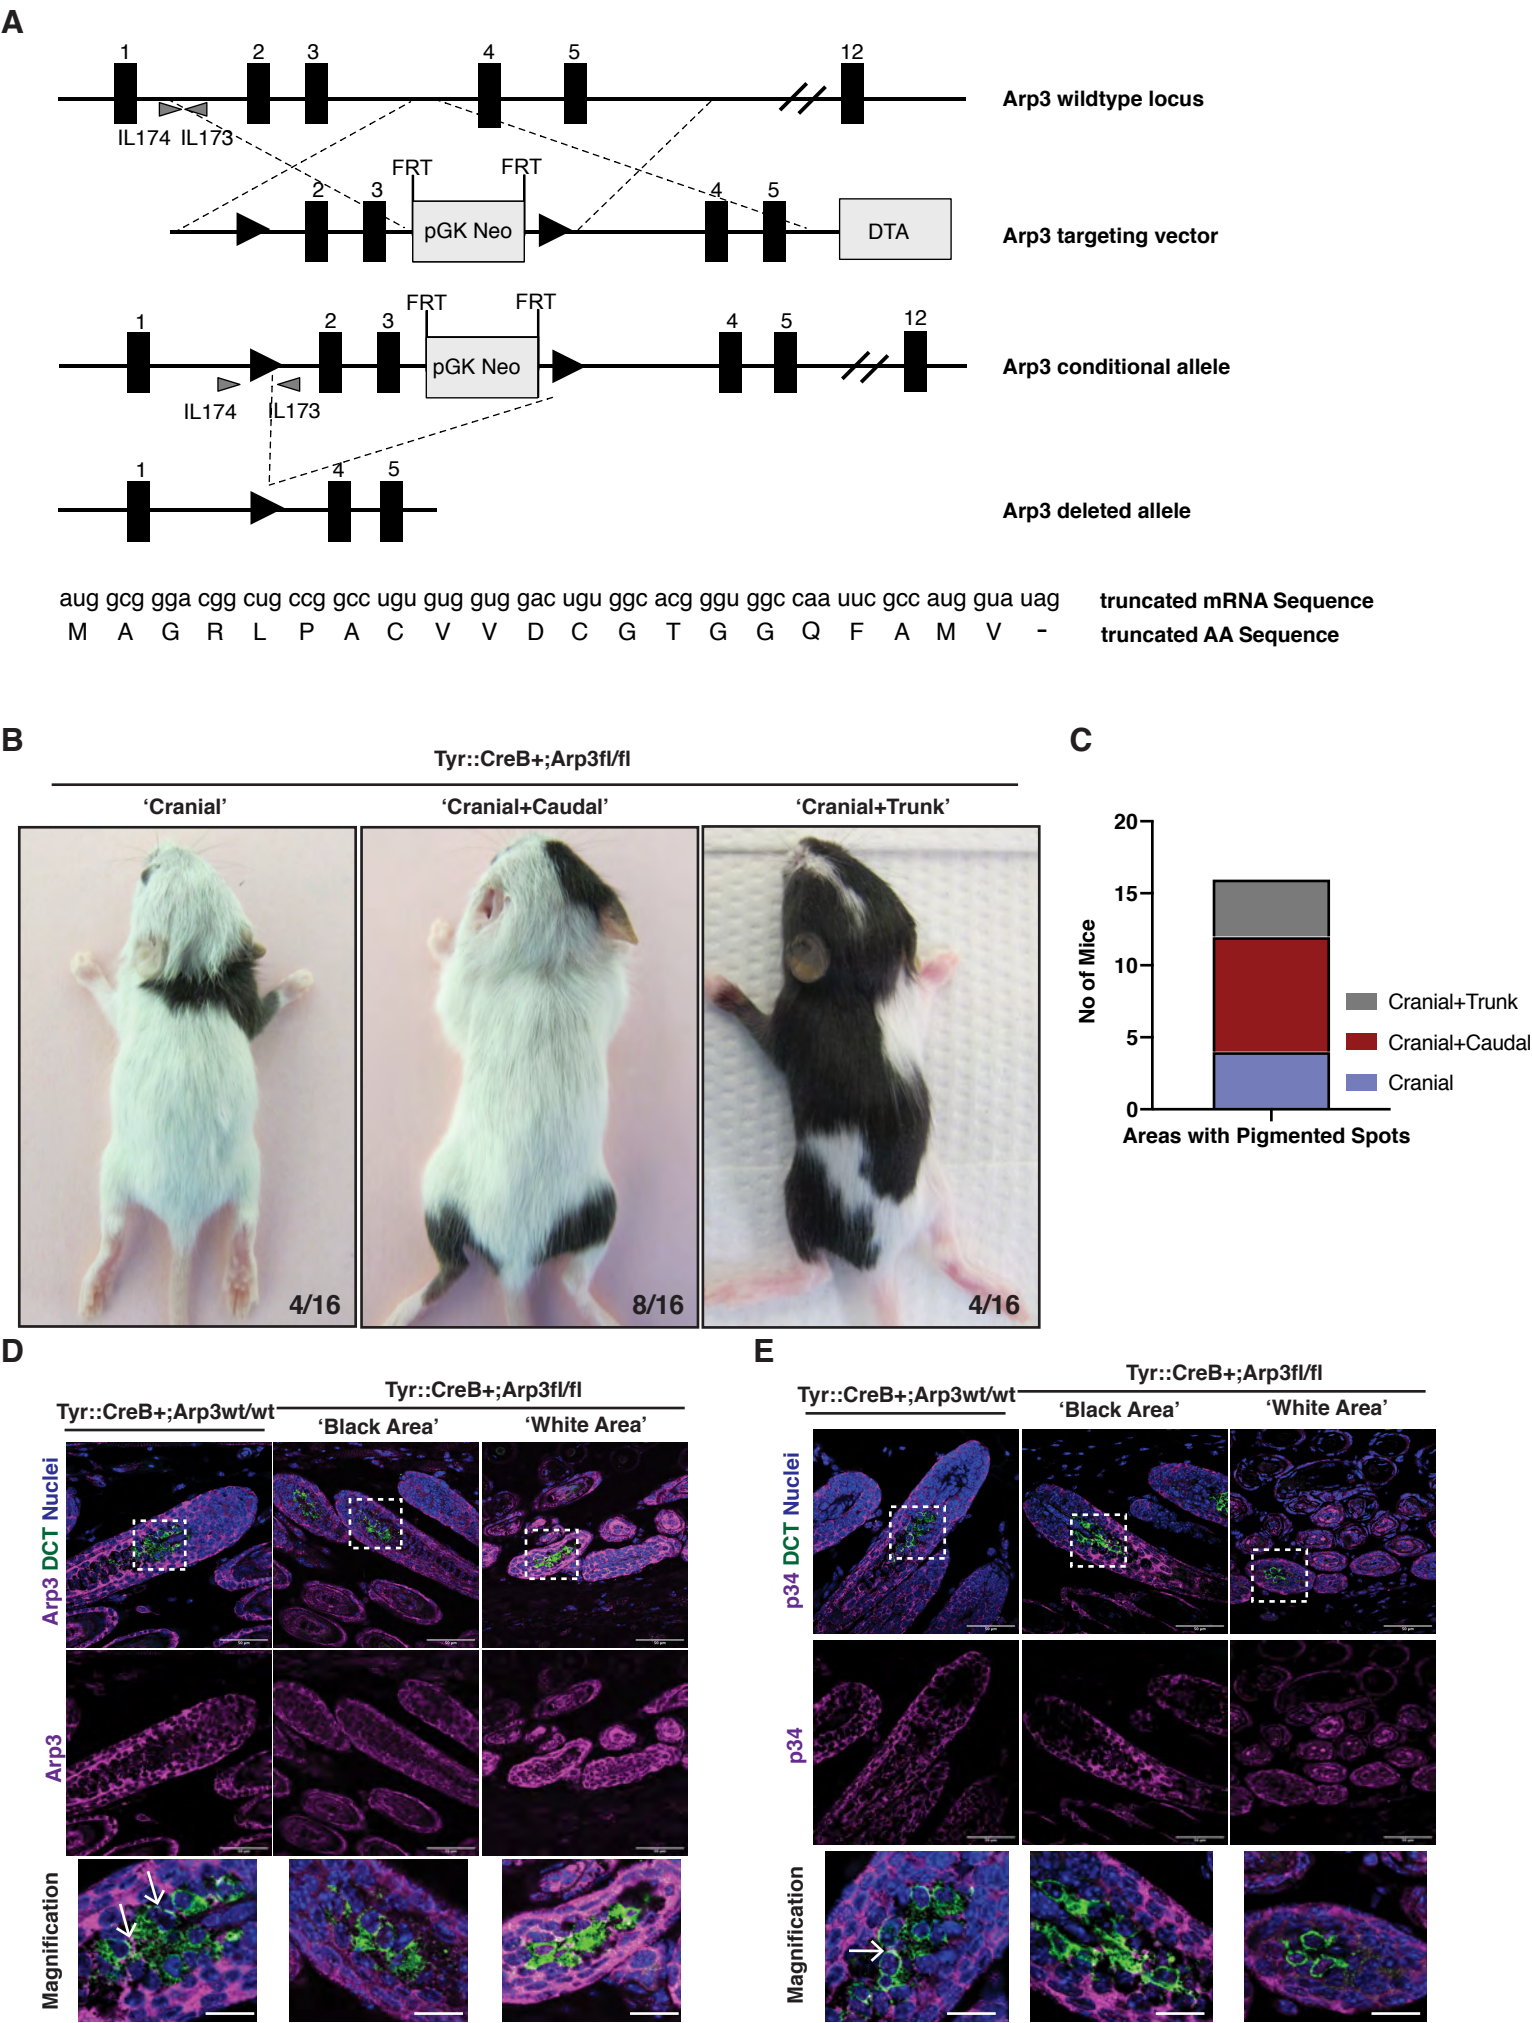 A
1 2 3 4 5 12
Arp3 wildtype locus
IL174 IL173
FRT FRT
2 3 4 5
pGK Neo
DTA
Arp3 targeting vector
FRT FRT
1 2 3 4 5 12
pGK Neo
Arp3 conditional allele
IL174 IL173
1 4 5
Arp3 deleted allele
aug gcg gga cgg cug ccg gcc ugu gug gug gac ugu ggc acg ggu ggc caa uuc gcc aug gua uag truncated mRNA Sequence
M A G R L P A C V V D C G T G G Q F A M V - truncated AA Sequence
B
Tyr::CreB+;Arp3fl/fl
‘Cranial’ ‘Cranial+Caudal’ ‘Cranial+Trunk’
4/16 8/16 4/16
C
20
15
10
5
0
No of Mice
Cranial+Trunk
Cranial+Caudal
Cranial
Areas with Pigmented Spots
D
Tyr::CreB+;Arp3wt/wt
Tyr::CreB+;Arp3fl/fl
‘Black Area’ ‘White Area’
Arp3 DCT Nuclei
Arp3
Magnification
E
Tyr::CreB+;Arp3wt/wt
Tyr::CreB+;Arp3fl/fl
‘Black Area’ ‘White Area’
p34 DCT Nuclei
p34
Magnification